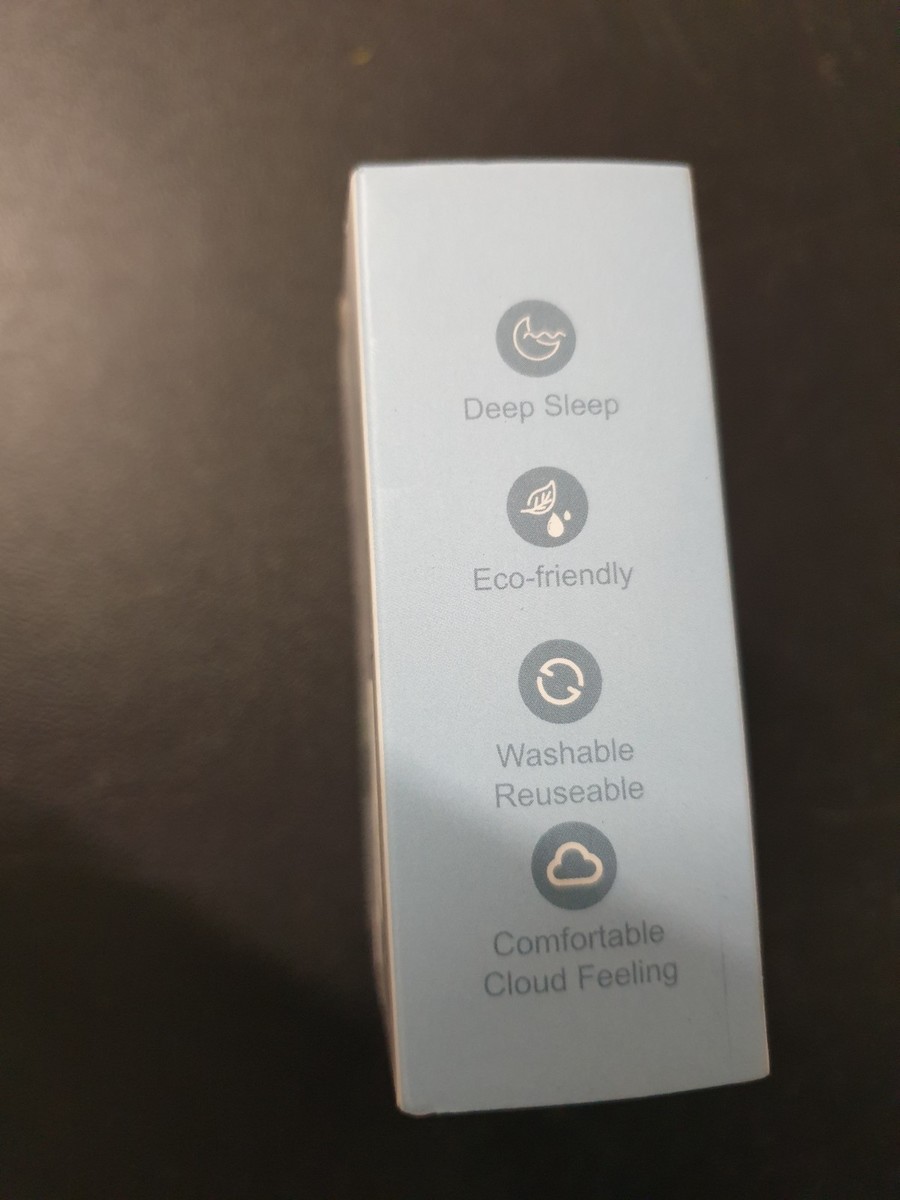 Deep Sleep
Eco-friendly
Washable
Reuseable
Comfortable
Cloud Feeling